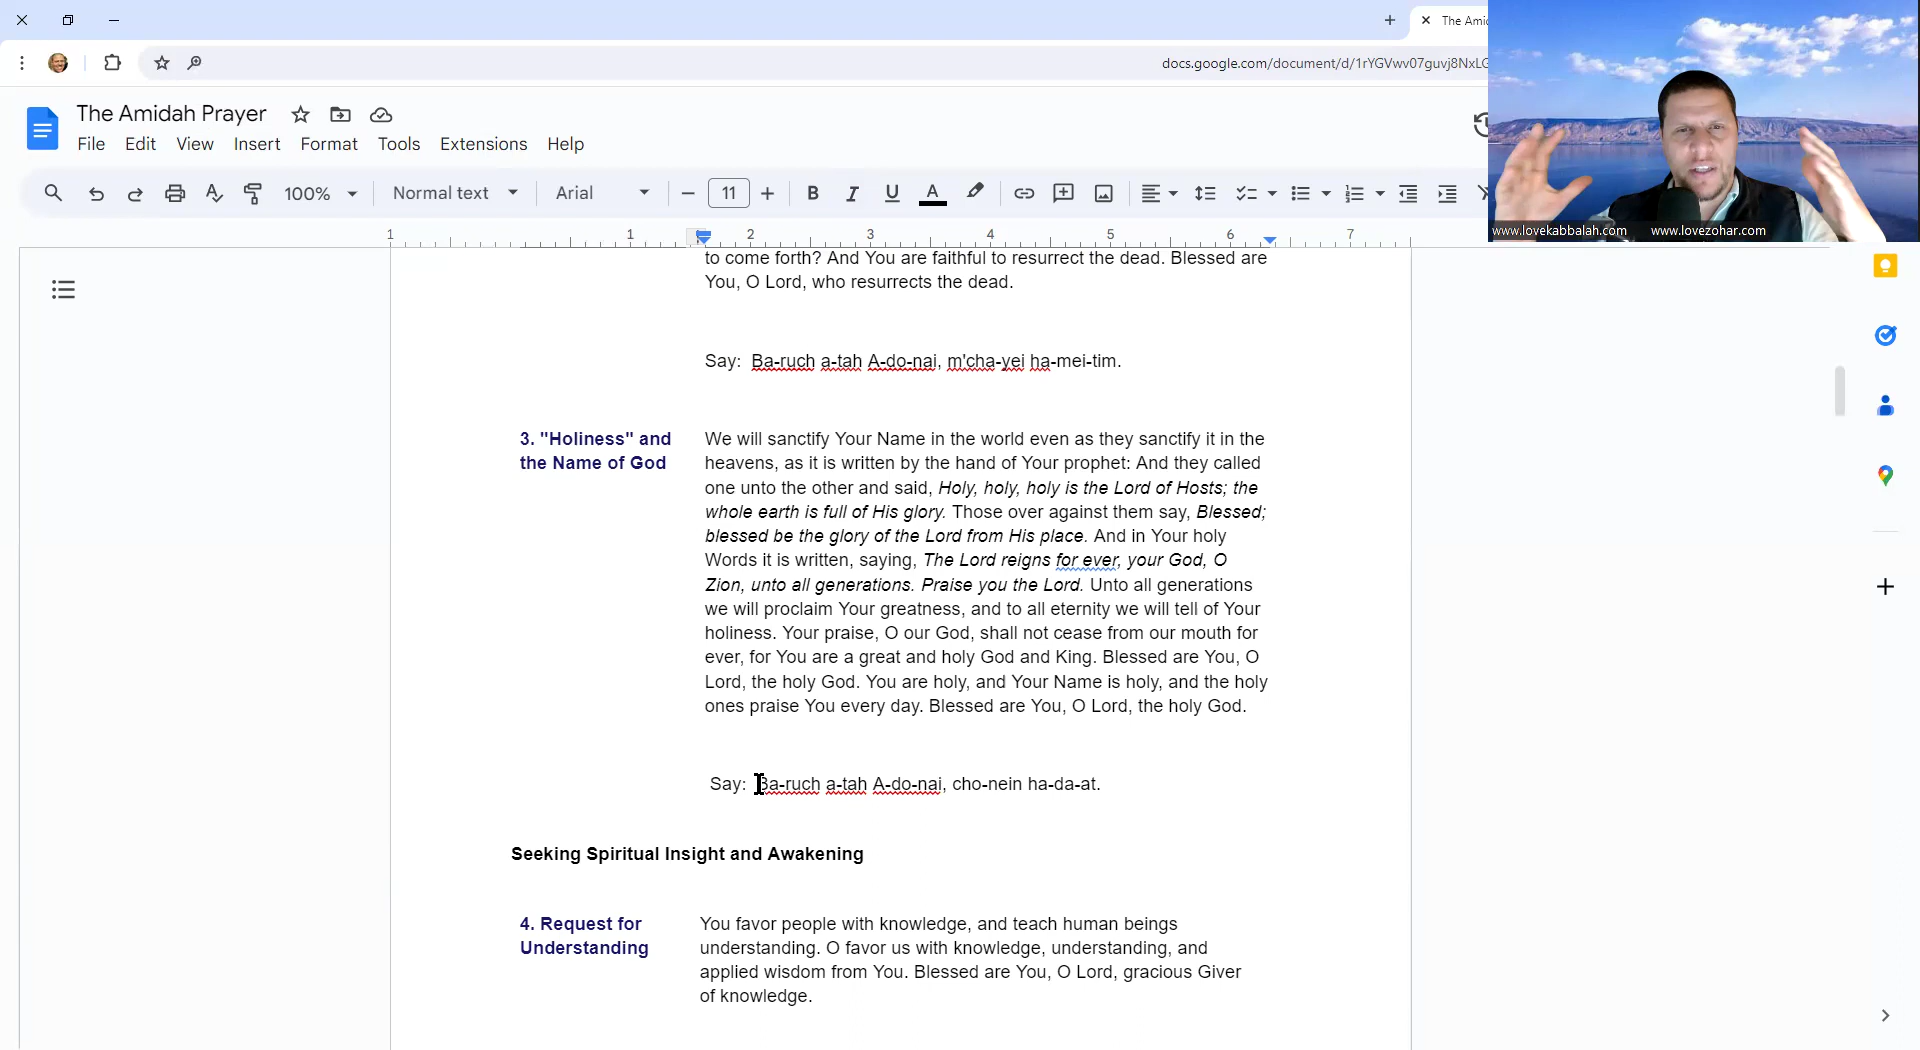 The Ami
docs.google.com/document/d/1rYGVwv07guvj8NxLG
The Amidah Prayer
File Edit View Insert Format Tools Extensions Help
100% Normal text Arial 11
1 1 2 3 4 5 6 7
www.lovekabbalah.com www.lovezohar.com
to come forth? And You are faithful to resurrect the dead. Blessed are
You, O Lord, who resurrects the dead.
Say: Ba-ruch a-tah A-do-nai, m'cha-yei ha-mei-tim.
3. "Holiness" and
the Name of God
We will sanctify Your Name in the world even as they sanctify it in the
heavens, as it is written by the hand of Your prophet: And they called
one unto the other and said, Holy, holy, holy is the Lord of Hosts; the
whole earth is full of His glory. Those over against them say, Blessed;
blessed be the glory of the Lord from His place. And in Your holy
Words it is written, saying, The Lord reigns for ever, your God, O
Zion, unto all generations. Praise you the Lord. Unto all generations
we will proclaim Your greatness, and to all eternity we will tell of Your
holiness. Your praise, O our God, shall not cease from our mouth for
ever, for You are a great and holy God and King. Blessed are You, O
Lord, the holy God. You are holy, and Your Name is holy, and the holy
ones praise You every day. Blessed are You, O Lord, the holy God.
Say: Ba-ruch a-tah A-do-nai, cho-nein ha-da-at.
Seeking Spiritual Insight and Awakening
4. Request for
Understanding
You favor people with knowledge, and teach human beings
understanding. O favor us with knowledge, understanding, and
applied wisdom from You. Blessed are You, O Lord, gracious Giver
of knowledge.